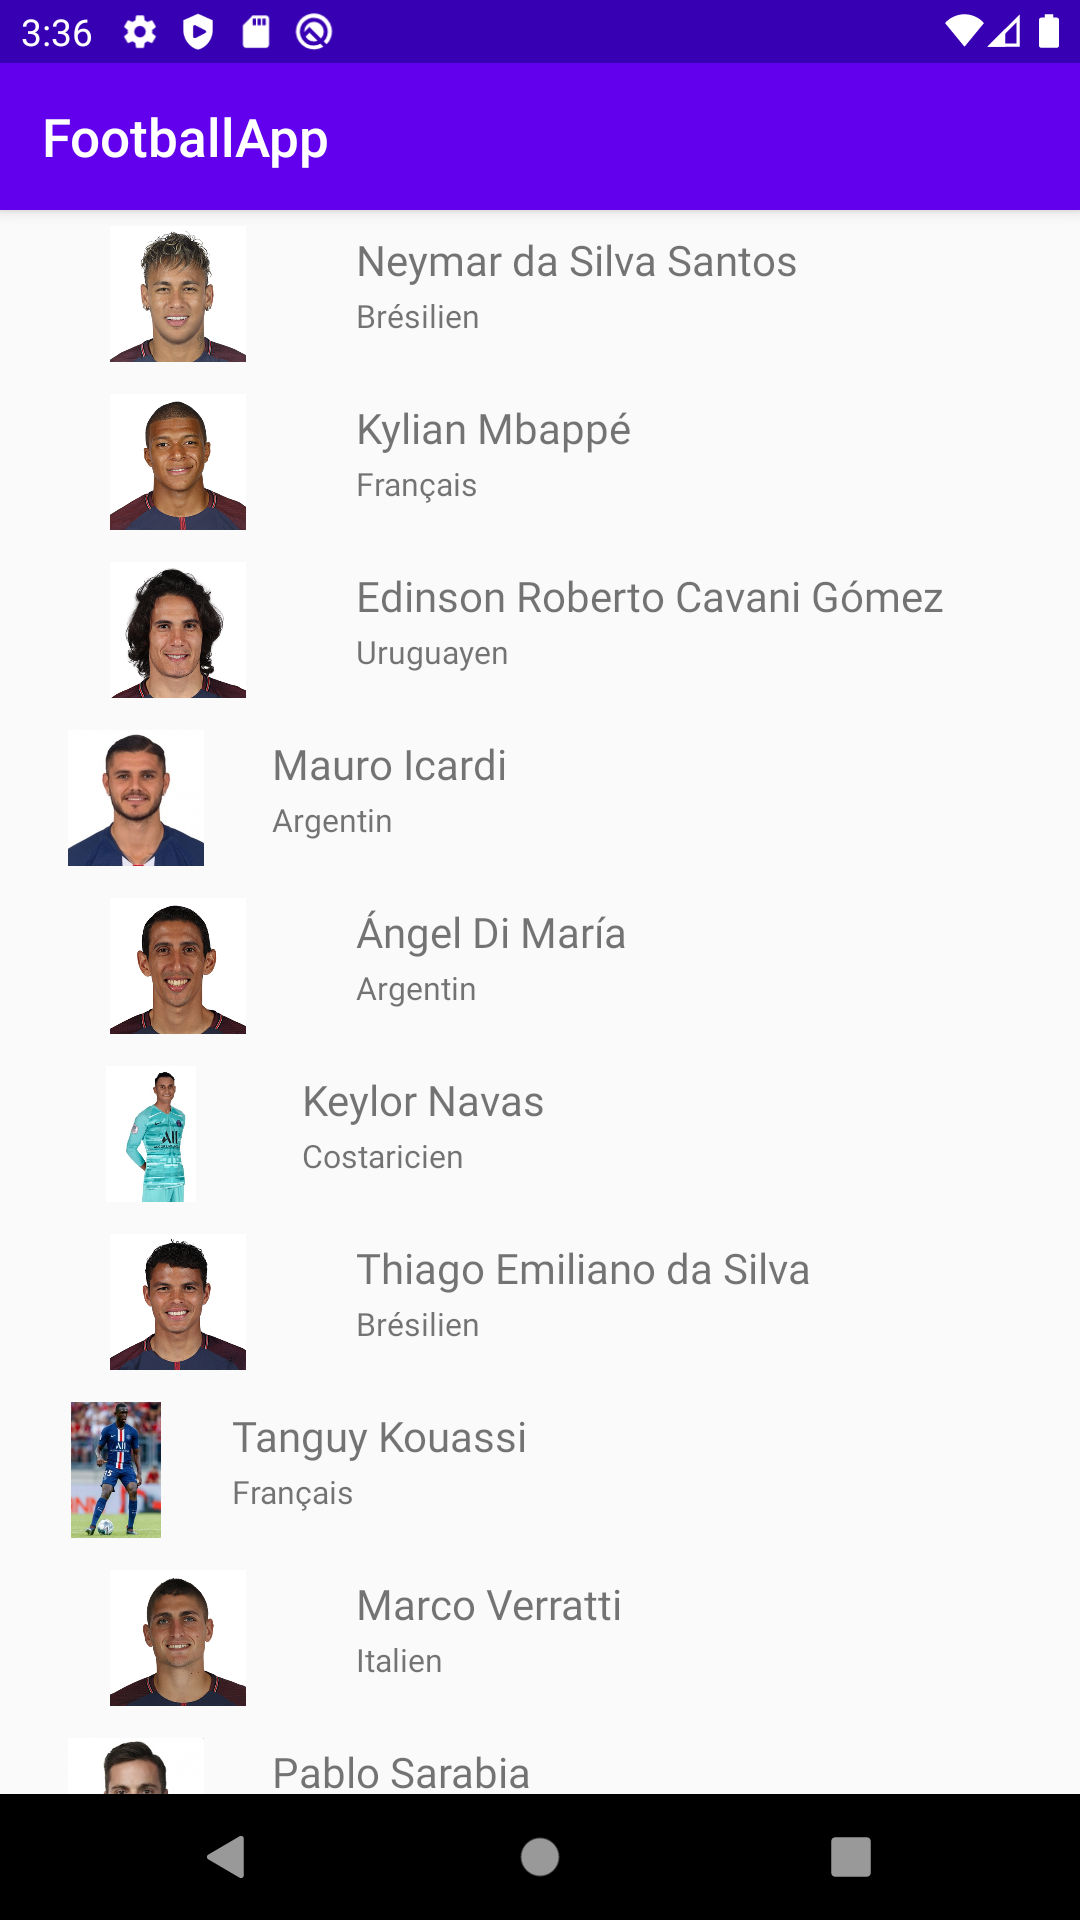 3:36
FootballApp
Neymar da Silva Santos
Brésilien
Kylian Mbappé
Français
Edinson Roberto Cavani Gómez
Uruguayen
Mauro Icardi
Argentin
Ángel Di María
Argentin
Keylor Navas
Costaricien
Thiago Emiliano da Silva
Brésilien
Tanguy Kouassi
Français
Marco Verratti
Italien
Pablo Sarabia